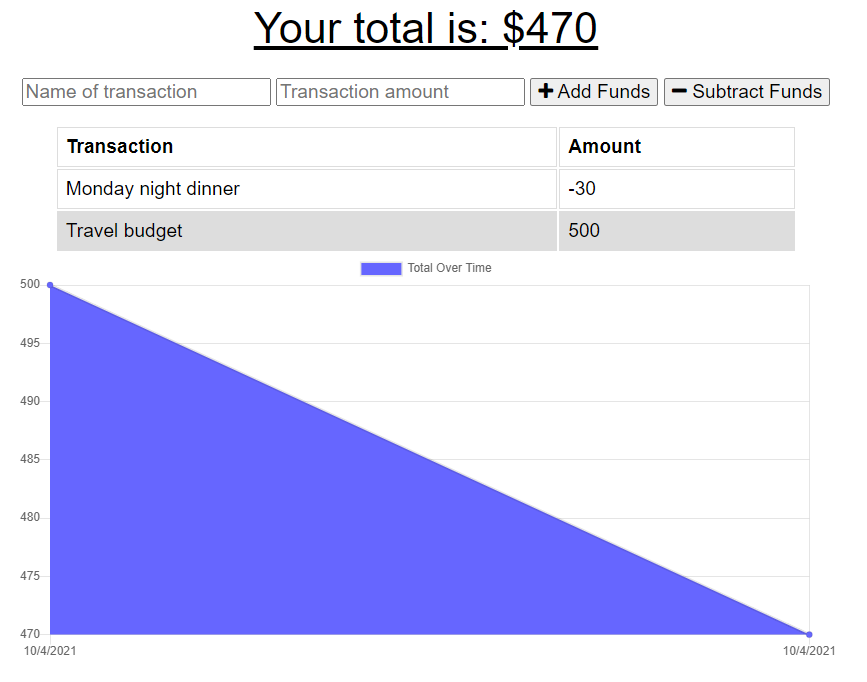 Your total is: $470
Name of transaction Transaction amount + Add Funds − Subtract Funds
Transaction Amount
Monday night dinner -30
Travel budget 500
Total Over Time
500
495
490
485
480
475
470
10/4/2021 10/4/2021